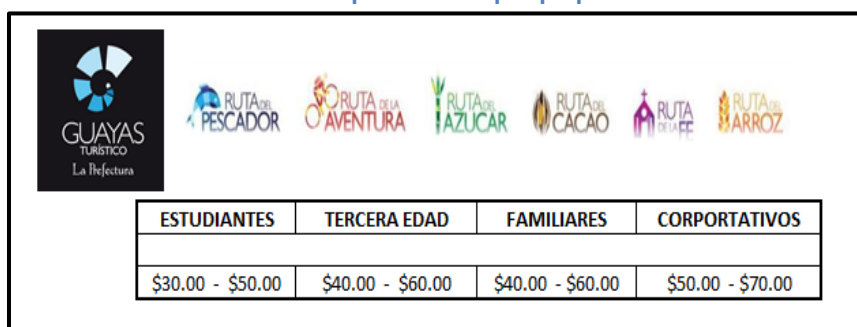 GUAYAS
TURÍSTICO
La Prefectura
RUTA DEL
PESCADOR
RUTA DE LA
AVENTURA
RUTA DEL
AZUCAR
RUTA DEL
CACAO
RUTA
DE LA FE
RUTA DEL
ARROZ
ESTUDIANTES TERCERA EDAD FAMILIARES CORPORTATIVOS
$30.00 - $50.00 $40.00 - $60.00 $40.00 - $60.00 $50.00 - $70.00